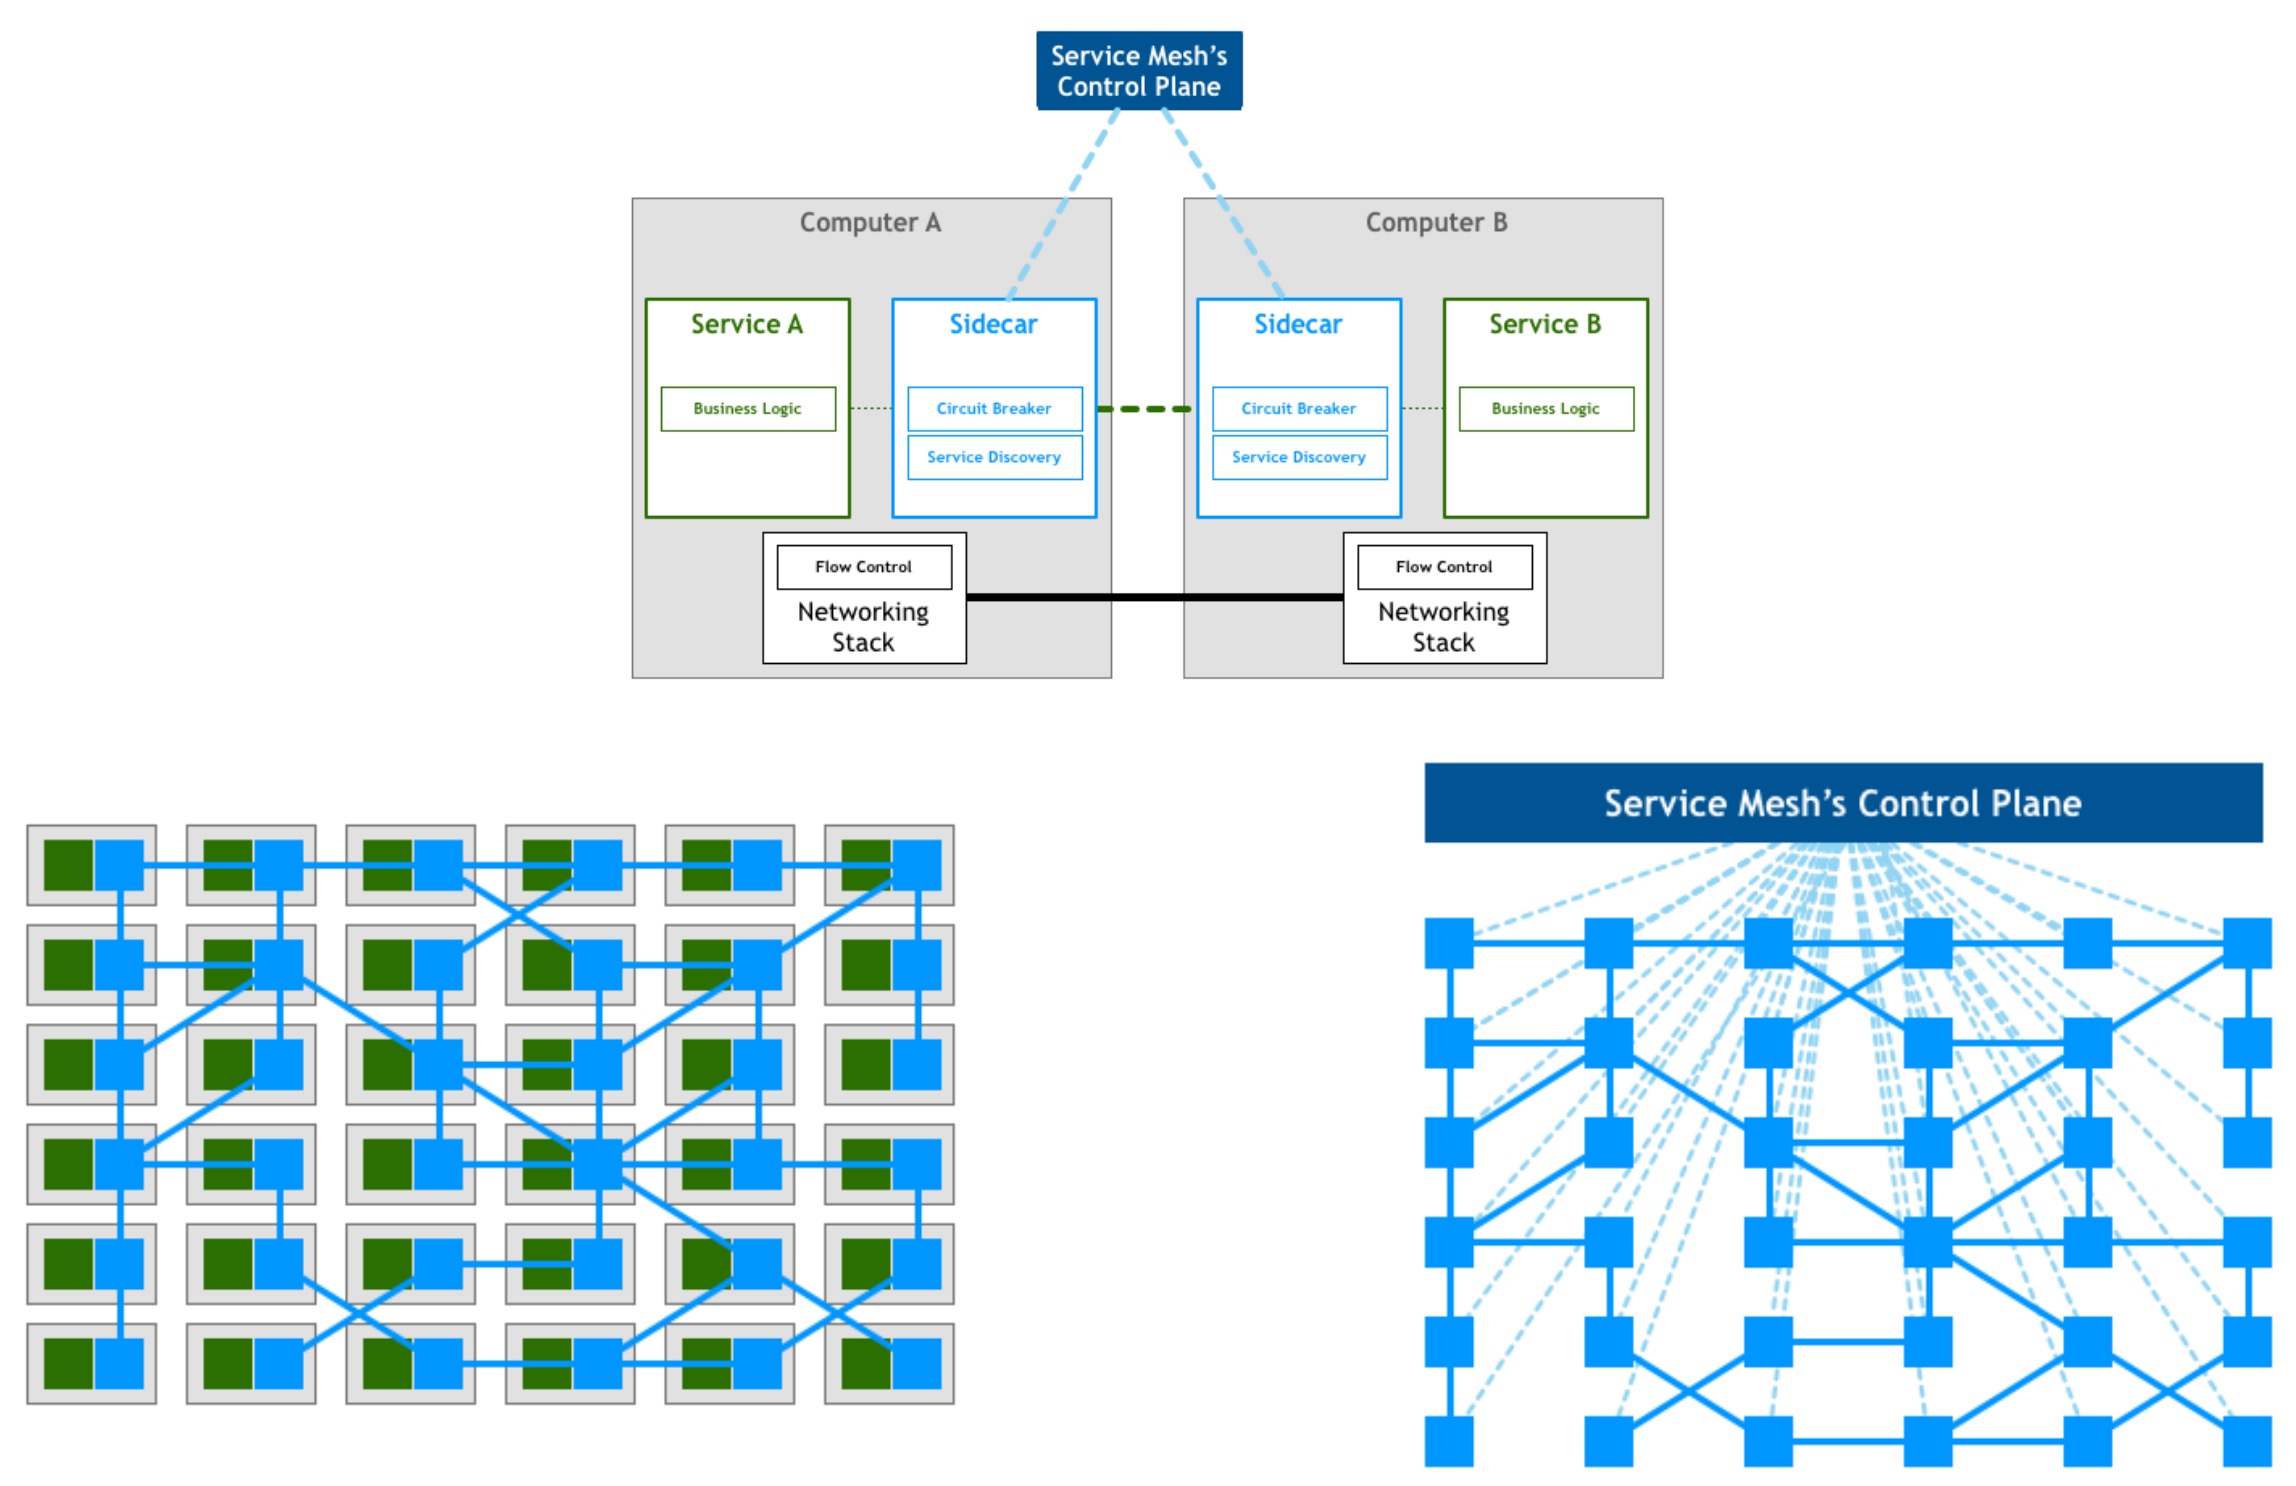 Service Mesh’s
Control Plane
Computer A
Computer B
Service A
Sidecar
Sidecar
Service B
Business Logic
Circuit Breaker
Circuit Breaker
Business Logic
Service Discovery
Service Discovery
Flow Control
Flow Control
Networking
Stack
Networking
Stack
Service Mesh’s Control Plane